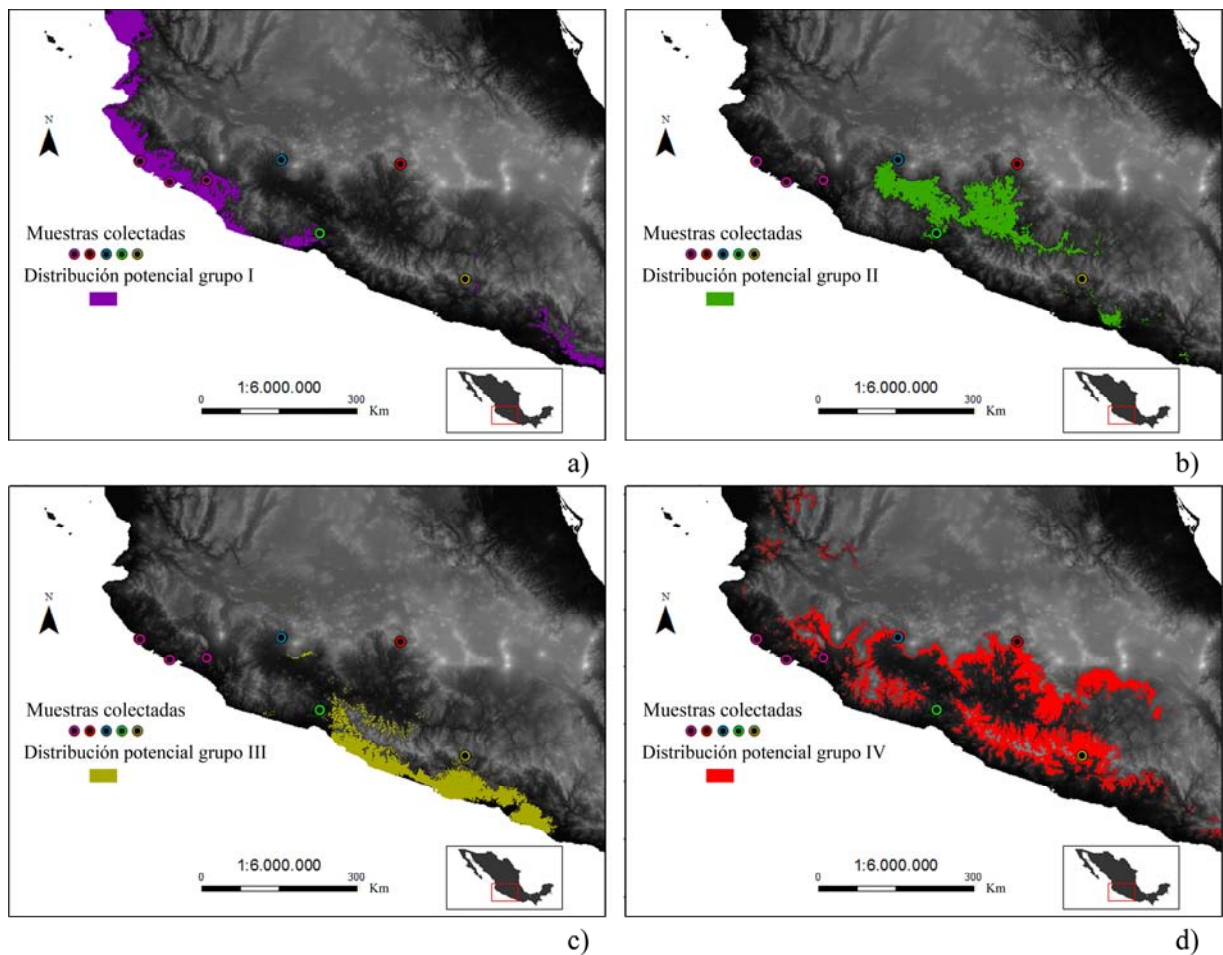 N
Muestras colectadas
Distribución potencial grupo I
1:6.000.000
0 300 Km
a)
N
Muestras colectadas
Distribución potencial grupo II
1:6.000.000
0 300 Km
b)
N
Muestras colectadas
Distribución potencial grupo III
1:6.000.000
0 300 Km
c)
N
Muestras colectadas
Distribución potencial grupo IV
1:6.000.000
0 300 Km
d)